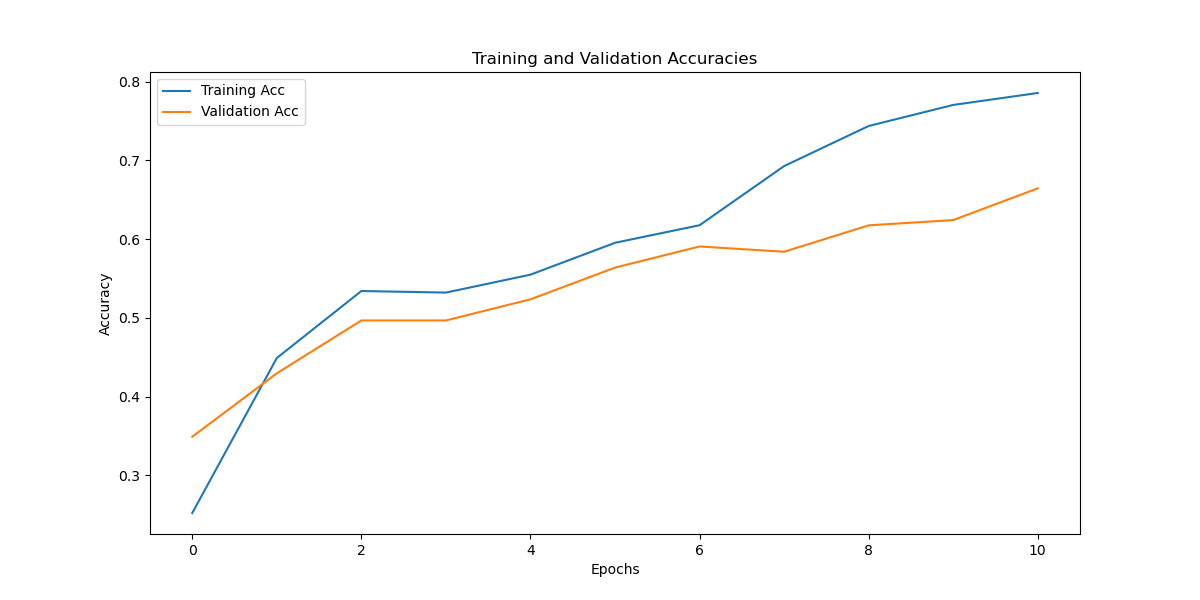 Training and Validation Accuracies
Training Acc
Validation Acc
0.8
0.7
0.6
0.5
0.4
0.3
Accuracy
0 2 4 6 8 10
Epochs